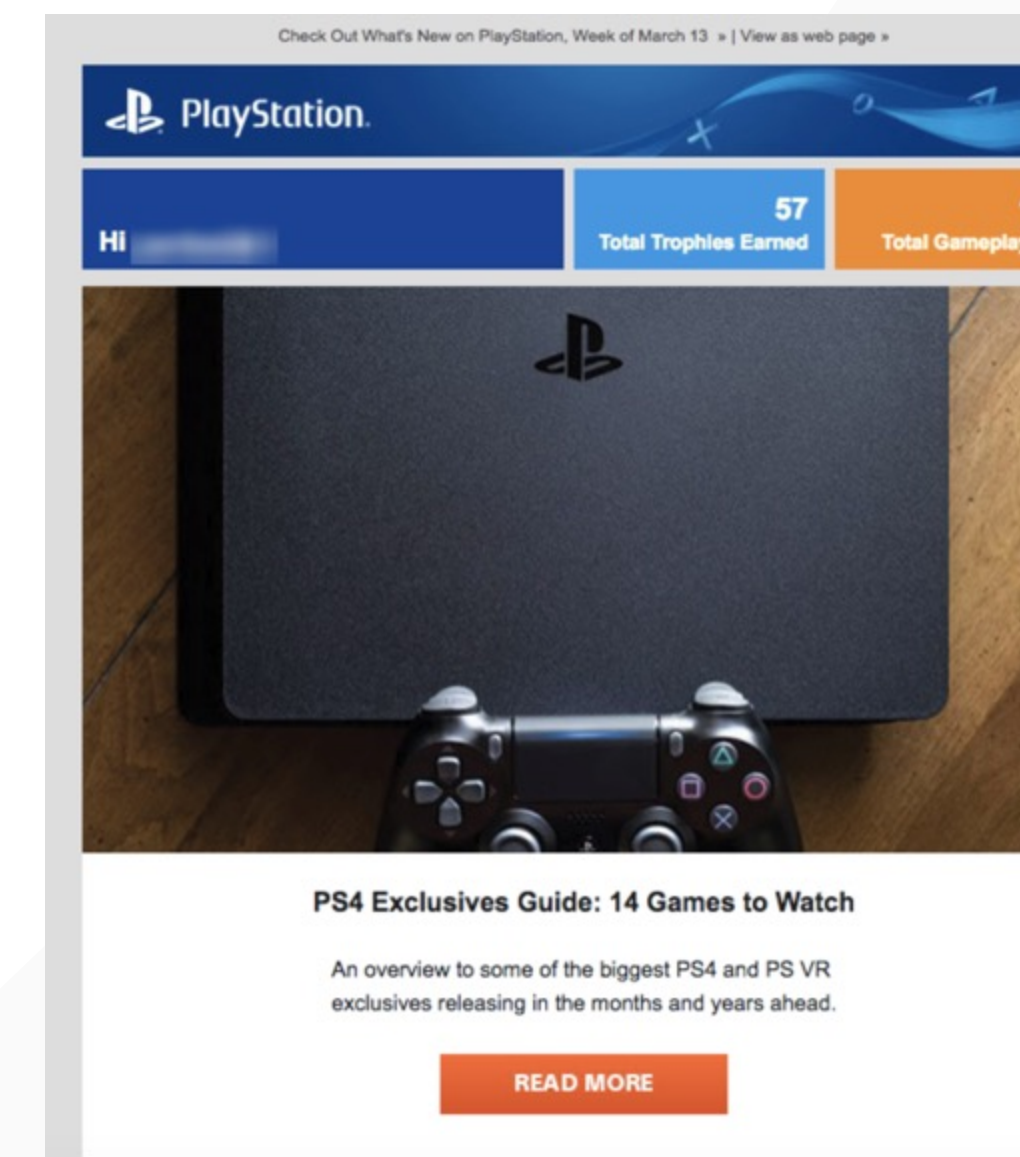 Check Out What's New on PlayStation, Week of March 13 » | View as web page »
PlayStation.
Hi
57
Total Trophies Earned
Total Gameplay
PS4 Exclusives Guide: 14 Games to Watch
An overview to some of the biggest PS4 and PS VR
exclusives releasing in the months and years ahead.
READ MORE